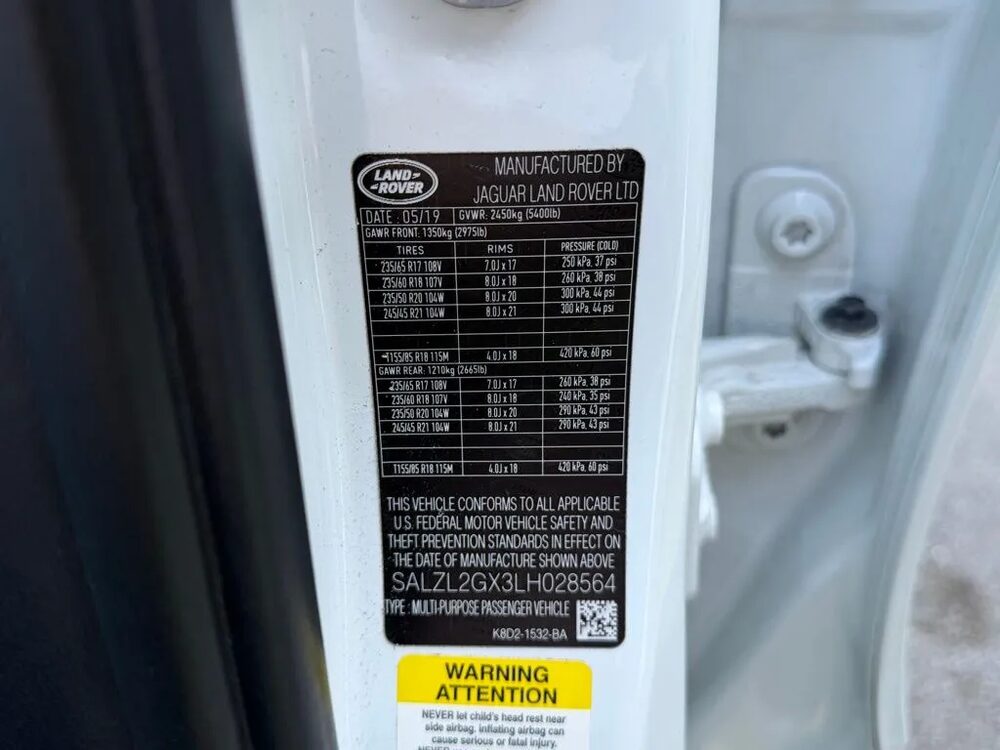 LAND-
-ROVER
MANUFACTURED BY
JAGUAR LAND ROVER LTD
DATE : 05/19 GVWR: 2450kg (5400lb)
GAWR FRONT: 1350kg (2975lb)
TIRES RIMS PRESSURE (COLD)
235/65 R17 108V 7.0J x 17 250 kPa, 37 psi
235/60 R18 107V 8.0J x 18 260 kPa, 38 psi
235/50 R20 104W 8.0J x 20 300 kPa, 44 psi
245/45 R21 104W 8.0J x 21 300 kPa, 44 psi
T155/85 R18 115M 4.0J x 18 420 kPa, 60 psi
GAWR REAR: 1210kg (2665lb)
235/65 R17 108V 7.0J x 17 260 kPa, 38 psi
235/60 R18 107V 8.0J x 18 240 kPa, 35 psi
235/50 R20 104W 8.0J x 20 290 kPa, 43 psi
245/45 R21 104W 8.0J x 21 290 kPa, 43 psi
T155/85 R18 115M 4.0J x 18 420 kPa, 60 psi
THIS VEHICLE CONFORMS TO ALL APPLICABLE
U.S. FEDERAL MOTOR VEHICLE SAFETY AND
THEFT PREVENTION STANDARDS IN EFFECT ON
THE DATE OF MANUFACTURE SHOWN ABOVE
SALZL2GX3LH028564
TYPE : MULTI-PURPOSE PASSENGER VEHICLE
K8D2-1532-BA
WARNING
ATTENTION
NEVER let child's head rest near
side airbag, inflating airbag can
cause serious or fatal injury.